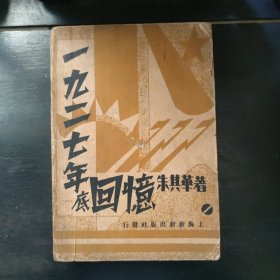 一九二七年底回憶
朱其華著
上海新新出版社發行